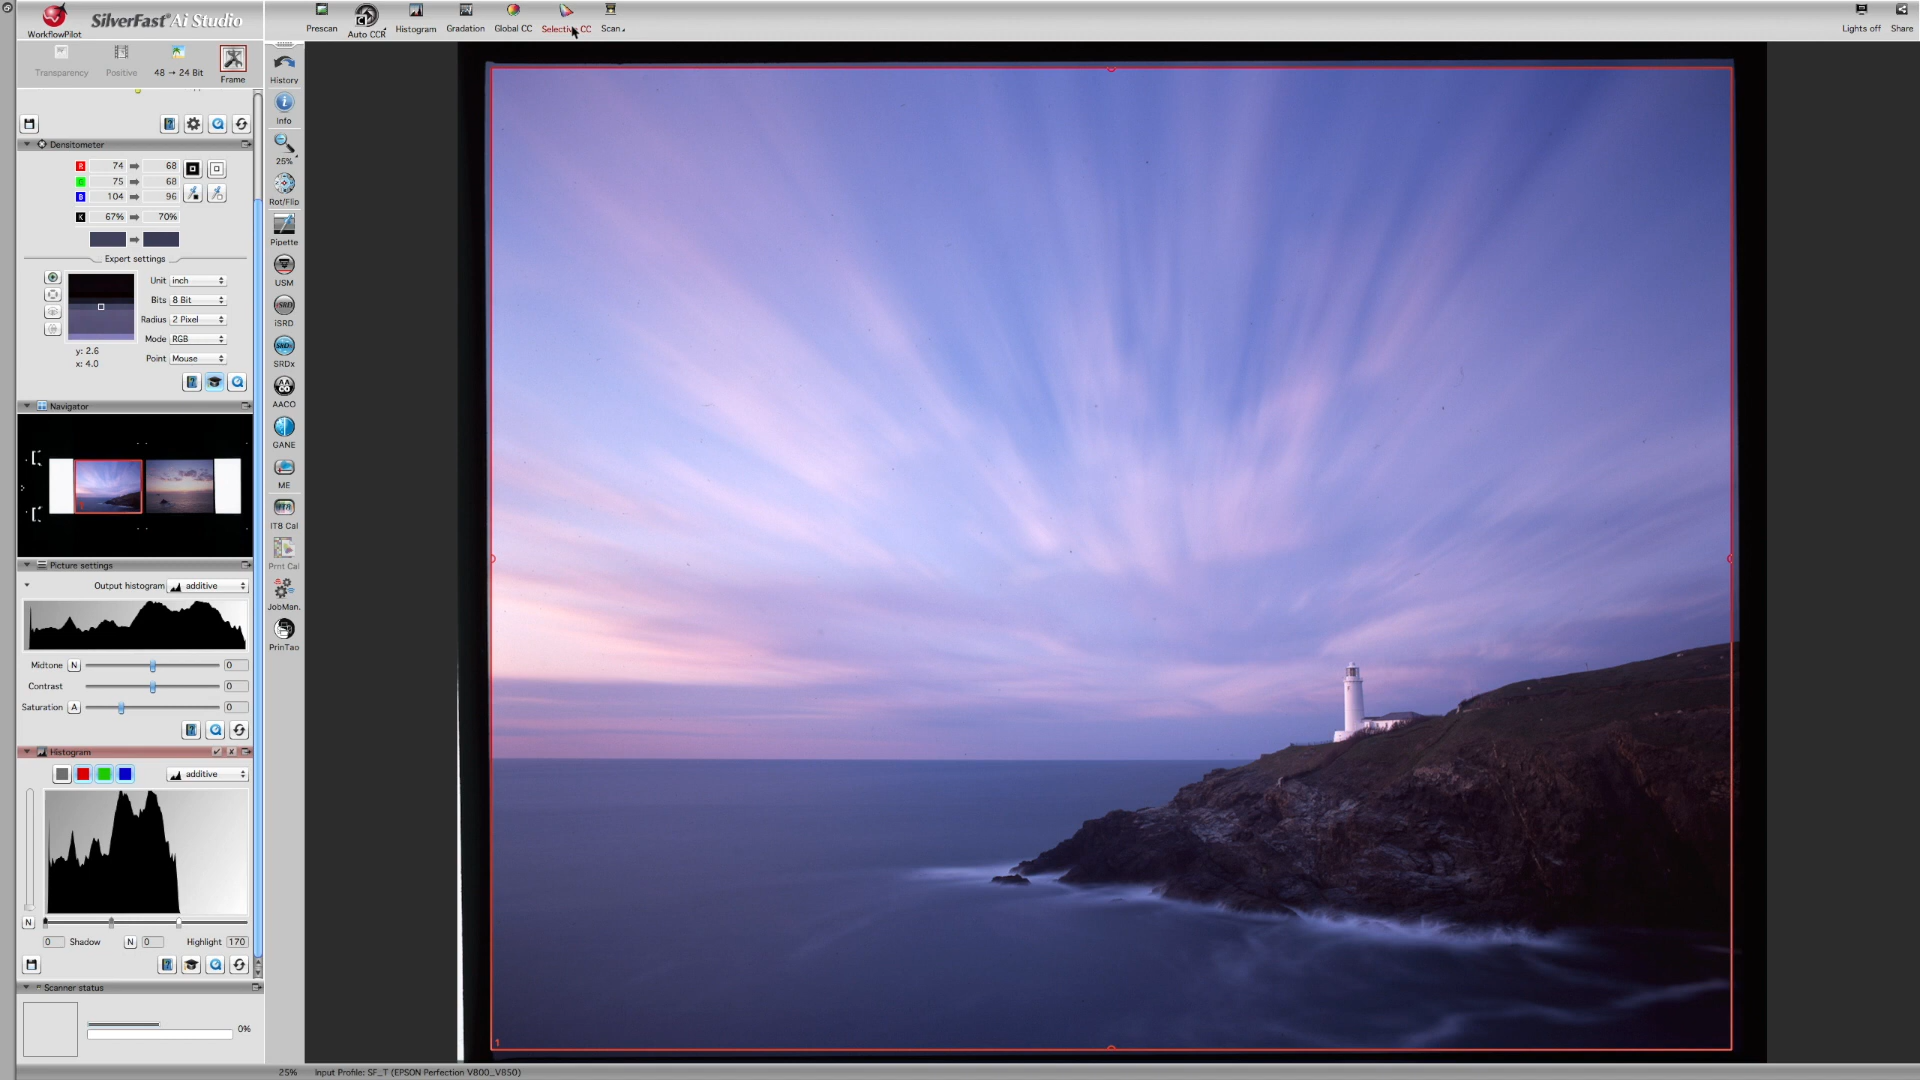 SilverFast Ai Studio
WorkflowPilot
Prescan
Auto CCR
Histogram
Gradation
Global CC
Selective CC
Scan
Lights off
Share
Transparency
Positive
48 → 24 Bit
Frame
Densitometer
R 74 68
75 68
B 104 96
K 67% 70%
Expert settings
Unit inch
Bits 8 Bit
Radius 2 Pixel
Mode RGB
Point Mouse
y: 2.6
x: 4.0
Navigator
Picture settings
Output histogram additive
Midtone N 0
Contrast 0
Saturation A 0
Histogram
additive
N
0 Shadow N 0 Highlight 170
Scanner status
0%
History
Info
25%
Rot/Flip
Pipette
USM
iSRD
iSRD
SRDx
SRDx
AACO
AACO
GANE
ME
IT8 Cal
Prnt Cal
JobMan.
PrinTao
1
25% Input Profile: SF_T (EPSON Perfection V800_V850)